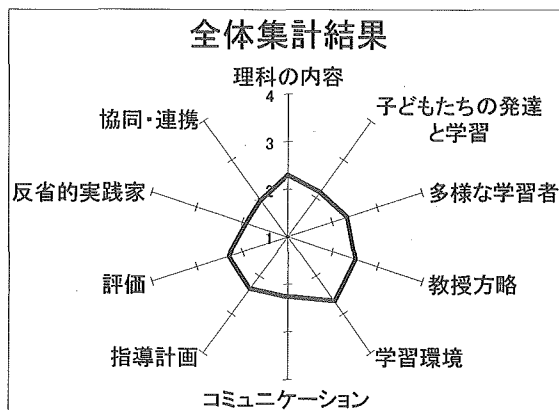 全体集計結果
理科の内容
4
3
2
1
子どもたちの発達
と学習
多様な学習者
教授方略
学習環境
コミュニケーション
指導計画
評価
反省的実践家
協同・連携